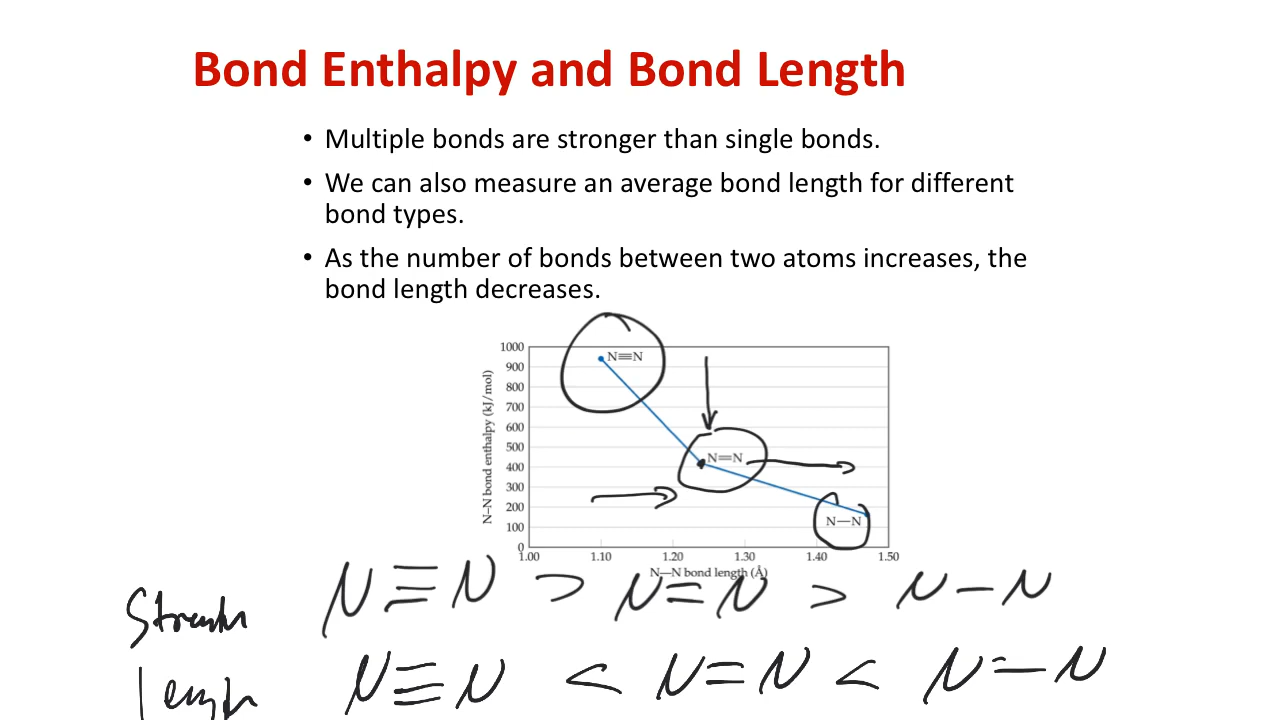 Bond Enthalpy and Bond Length
• Multiple bonds are stronger than single bonds.
• We can also measure an average bond length for different
bond types.
• As the number of bonds between two atoms increases, the
bond length decreases.
N–N bond enthalpy (kJ/mol)
1000
900
800
700
600
500
400
300
200
100
0
N≡N
N=N
N—N
1.00 1.10 1.20 1.30 1.40 1.50
N—N bond length (Å)
N≡N > N=N > N–N
Length N≡N < N=N < N–N